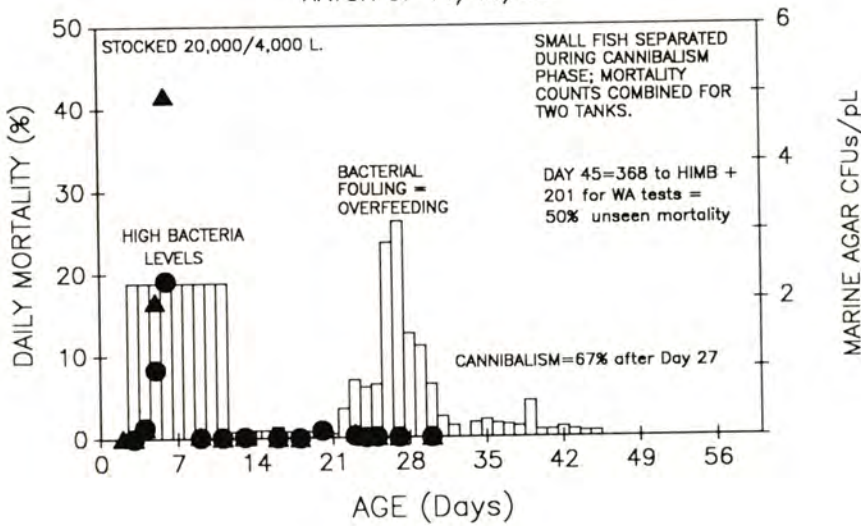 50
40
30
20
10
0
DAILY MORTALITY (%)
STOCKED 20,000/4,000 L.
HIGH BACTERIA
LEVELS
BACTERIAL
FOULING =
OVERFEEDING
SMALL FISH SEPARATED
DURING CANNIBALISM
PHASE; MORTALITY
COUNTS COMBINED FOR
TWO TANKS.
DAY 45=368 to HIMB +
201 for WA tests =
50% unseen mortality
CANNIBALISM=67% after Day 27
6
4
2
0
MARINE AGAR CFUs/pL
0 7 14 21 28 35 42 49 56
AGE (Days)